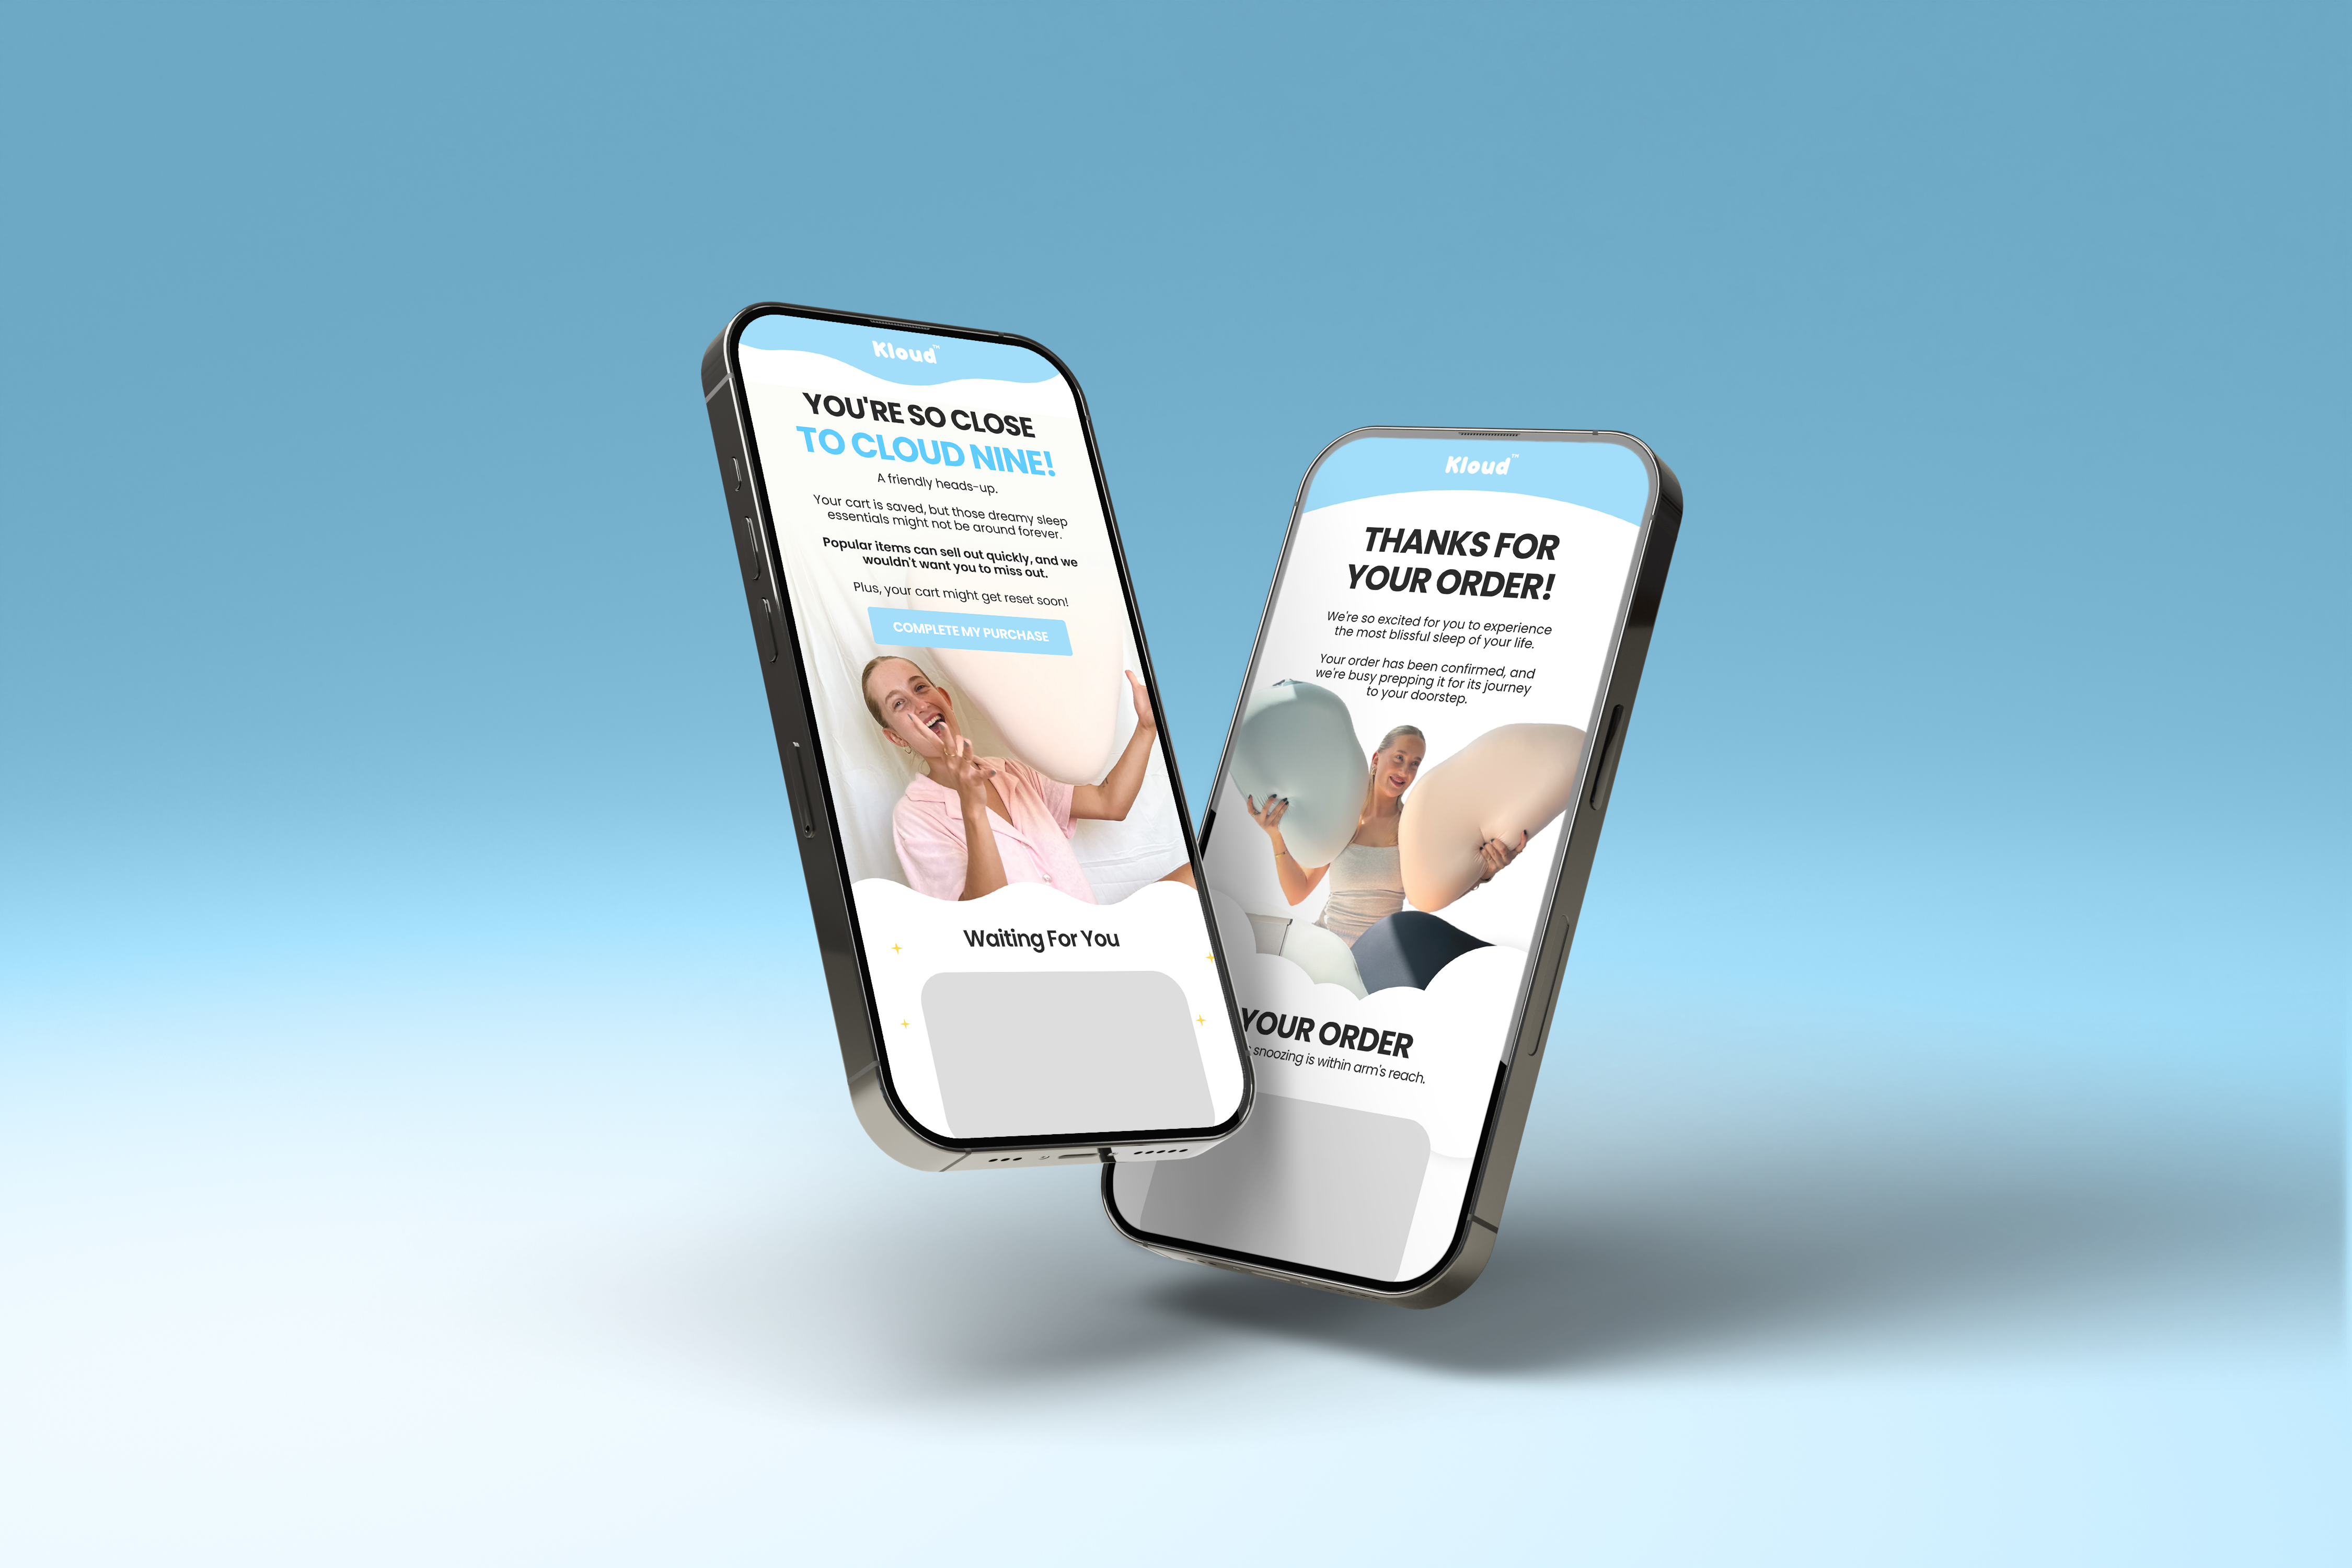 Kloud™
YOU'RE SO CLOSE
TO CLOUD NINE!
A friendly heads-up.
Your cart is saved, but those dreamy sleep
essentials might not be around forever.
Popular items can sell out quickly, and we
wouldn't want you to miss out.
Plus, your cart might get reset soon!
COMPLETE MY PURCHASE
Waiting For You
Kloud™
THANKS FOR
YOUR ORDER!
We're so excited for you to experience
the most blissful sleep of your life.
Your order has been confirmed, and
we're busy prepping it for its journey
to your doorstep.
YOUR ORDER
snoozing is within arm's reach.